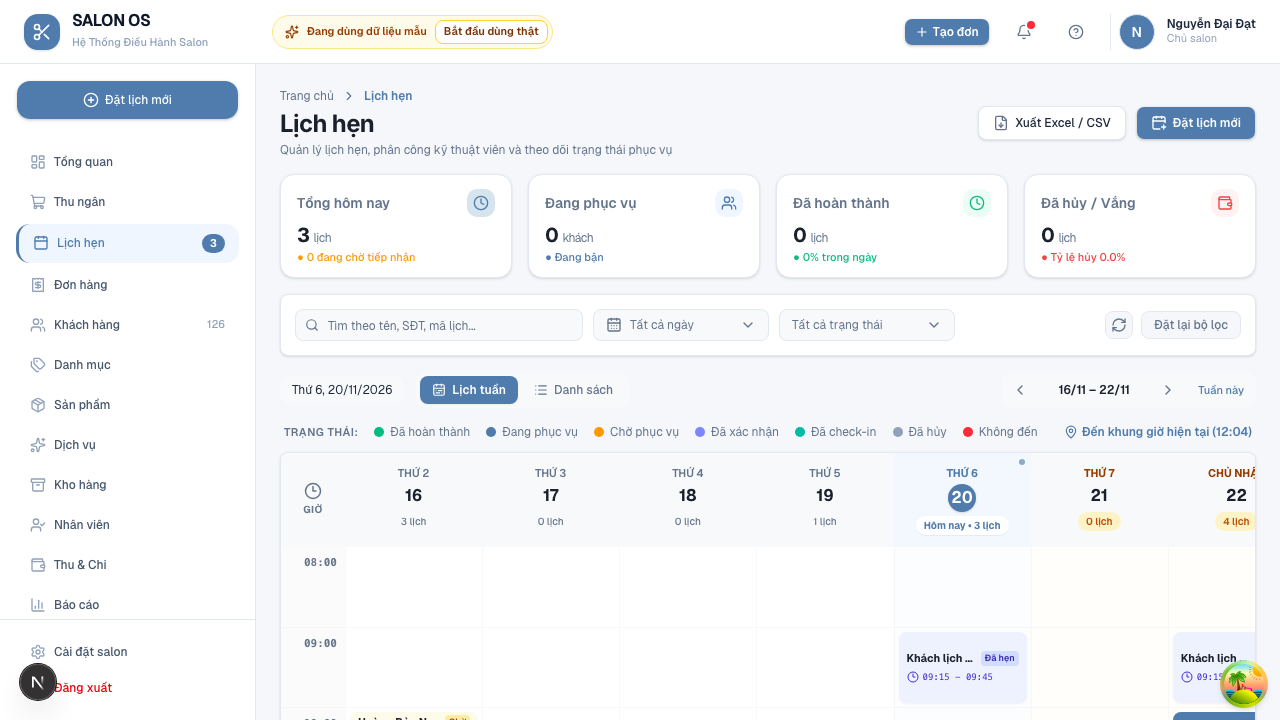 SALON OS
Hệ Thống Điều Hành Salon
Đang dùng dữ liệu mẫu
Bắt đầu dùng thật
Tạo đơn
N
Nguyễn Đại Đạt
Chủ salon
Đặt lịch mới
Tổng quan
Thu ngân
Lịch hẹn
3
Đơn hàng
Khách hàng
126
Danh mục
Sản phẩm
Dịch vụ
Kho hàng
Nhân viên
Thu & Chi
Báo cáo
Cài đặt salon
Đăng xuất
N
Trang chủ
Lịch hẹn
Lịch hẹn
Quản lý lịch hẹn, phân công kỹ thuật viên và theo dõi trạng thái phục vụ
Xuất Excel / CSV
Đặt lịch mới
Tổng hôm nay
3 lịch
● 0 đang chờ tiếp nhận
Đang phục vụ
0 khách
● Đang bận
Đã hoàn thành
0 lịch
● 0% trong ngày
Đã hủy / Vắng
0 lịch
● Tỷ lệ hủy 0.0%
Tìm theo tên, SĐT, mã lịch...
Tất cả ngày
Tất cả trạng thái
Đặt lại bộ lọc
Thứ 6, 20/11/2026
Lịch tuần
Danh sách
16/11 – 22/11
Tuần này
TRẠNG THÁI:
Đã hoàn thành
Đang phục vụ
Chờ phục vụ
Đã xác nhận
Đã check-in
Đã hủy
Không đến
Đến khung giờ hiện tại (12:04)
GIỜ
THỨ 2
16
3 lịch
THỨ 3
17
0 lịch
THỨ 4
18
0 lịch
THỨ 5
19
1 lịch
THỨ 6
20
Hôm nay • 3 lịch
THỨ 7
21
0 lịch
CHỦ NHẬ
22
4 lịch
08:00
09:00
Khách lịch ...
Đã hẹn
09:15 – 09:45
Khách lịch
09:15